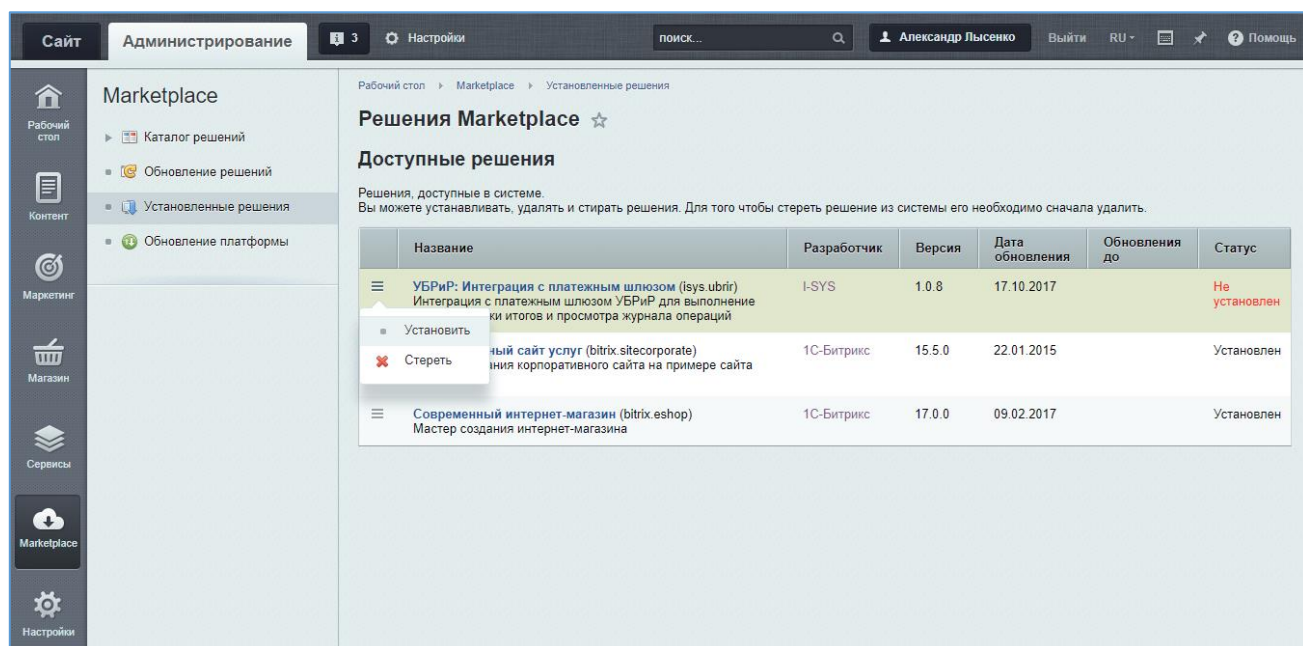 Сайт
Администрирование
3
Настройки
поиск...
Александр Лысенко
Выйти
RU
Помощь
Рабочий
стол
Контент
Маркетинг
Магазин
Сервисы
Marketplace
Настройки
Marketplace
Каталог решений
Обновление решений
Установленные решения
Обновление платформы
Рабочий стол Marketplace Установленные решения
Решения Marketplace
Доступные решения
Решения, доступные в системе.
Вы можете устанавливать, удалять и стирать решения. Для того чтобы стереть решение из системы его необходимо сначала удалить.
Название Разработчик Версия Дата обновления Обновления до Статус
УБРиР: Интеграция с платежным шлюзом (isys.ubrir) I-SYS 1.0.8 17.10.2017 Не установлен
Интеграция с платежным шлюзом УБРиР для выполнение
ки итогов и просмотра журнала операций
Установить
Стереть
ный сайт услуг (bitrix.sitecorporate) 1С-Битрикс 15.5.0 22.01.2015 Установлен
ния корпоративного сайта на примере сайта
Современный интернет-магазин (bitrix.eshop) 1С-Битрикс 17.0.0 09.02.2017 Установлен
Мастер создания интернет-магазина